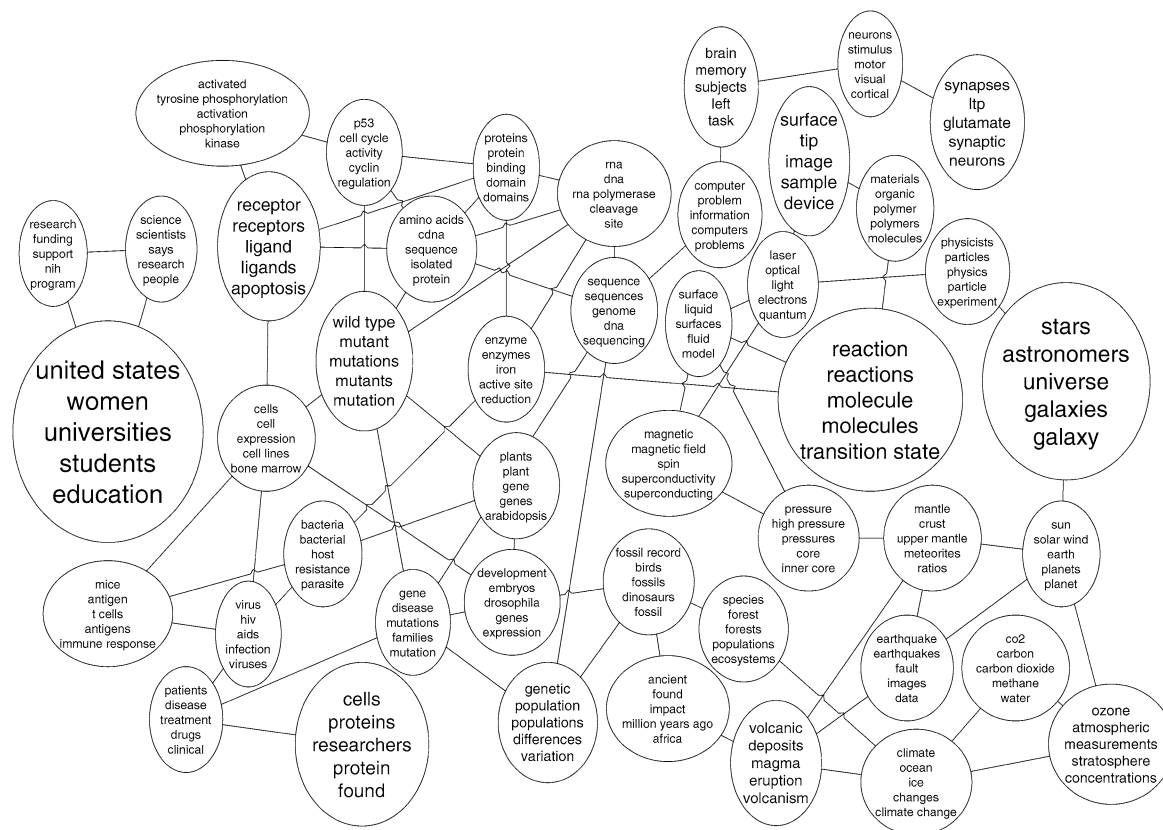 neurons
stimulus
motor
visual
cortical
brain
memory
subjects
left
task
synapses
ltp
glutamate
synaptic
neurons
activated
tyrosine phosphorylation
activation
phosphorylation
kinase
surface
tip
image
sample
device
p53
cell cycle
activity
cyclin
regulation
proteins
protein
binding
domain
domains
rna
dna
rna polymerase
cleavage
site
materials
organic
polymer
polymers
molecules
computer
problem
information
computers
problems
receptor
receptors
ligand
ligands
apoptosis
amino acids
cdna
sequence
isolated
protein
research
funding
support
nih
program
science
scientists
says
research
people
physicists
particles
physics
particle
experiment
laser
optical
light
electrons
quantum
sequence
sequences
genome
dna
sequencing
surface
liquid
surfaces
fluid
model
wild type
mutant
mutations
mutants
mutation
enzyme
enzymes
iron
active site
reduction
stars
astronomers
universe
galaxies
galaxy
united states
women
universities
students
education
reaction
reactions
molecule
molecules
transition state
cells
cell
expression
cell lines
bone marrow
magnetic
magnetic field
spin
superconductivity
superconducting
plants
plant
gene
genes
arabidopsis
pressure
high pressure
pressures
core
inner core
mantle
crust
upper mantle
meteorites
ratios
sun
solar wind
earth
planets
planet
bacteria
bacterial
host
resistance
parasite
fossil record
birds
fossils
dinosaurs
fossil
mice
antigen
t cells
antigens
immune response
development
embryos
drosophila
genes
expression
virus
hiv
aids
infection
viruses
gene
disease
mutations
families
mutation
species
forest
forests
populations
ecosystems
earthquake
earthquakes
fault
images
data
co2
carbon
carbon dioxide
methane
water
patients
disease
treatment
drugs
clinical
cells
proteins
researchers
protein
found
genetic
population
populations
differences
variation
ancient
found
impact
million years ago
africa
volcanic
deposits
magma
eruption
volcanism
climate
ocean
ice
changes
climate change
ozone
atmospheric
measurements
stratosphere
concentrations